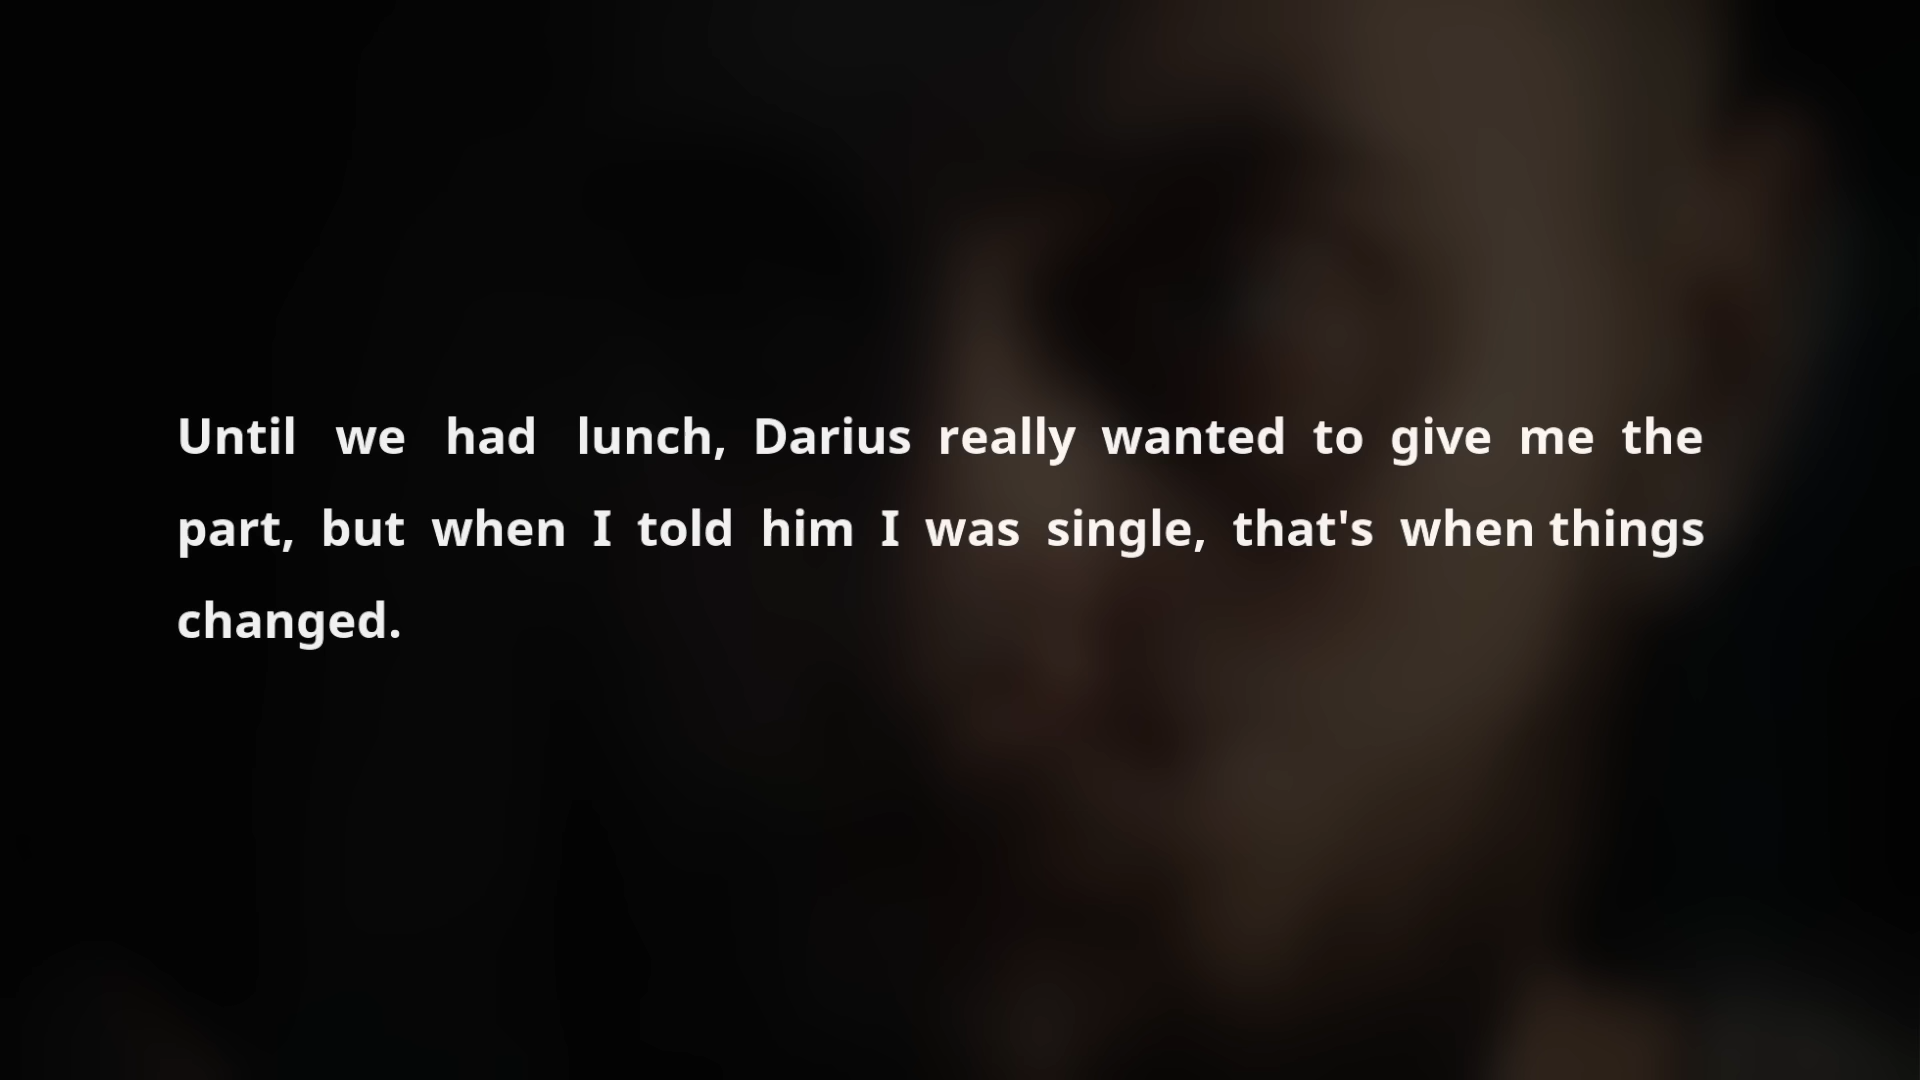 Until we had lunch, Darius really wanted to give me the
part, but when I told him I was single, that's when things
changed.